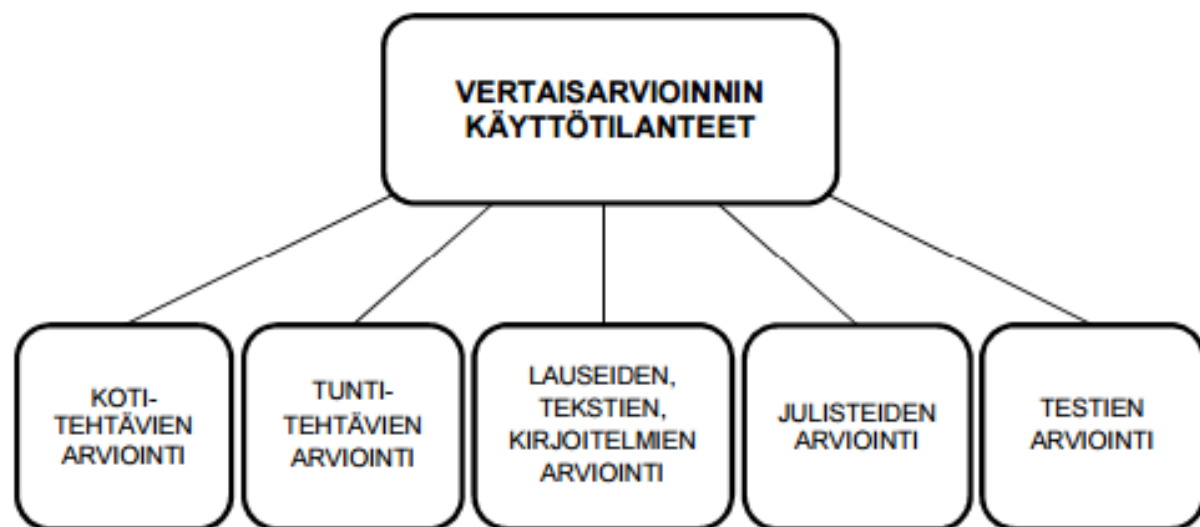 VERTAISARVIOINNIN
KÄYTTÖTILANTEET
KOTI-
TEHTÄVIEN
ARVIOINTI
TUNTI-
TEHTÄVIEN
ARVIOINTI
LAUSEIDEN,
TEKSTIEN,
KIRJOITELMIEN
ARVIOINTI
JULISTEIDEN
ARVIOINTI
TESTIEN
ARVIOINTI